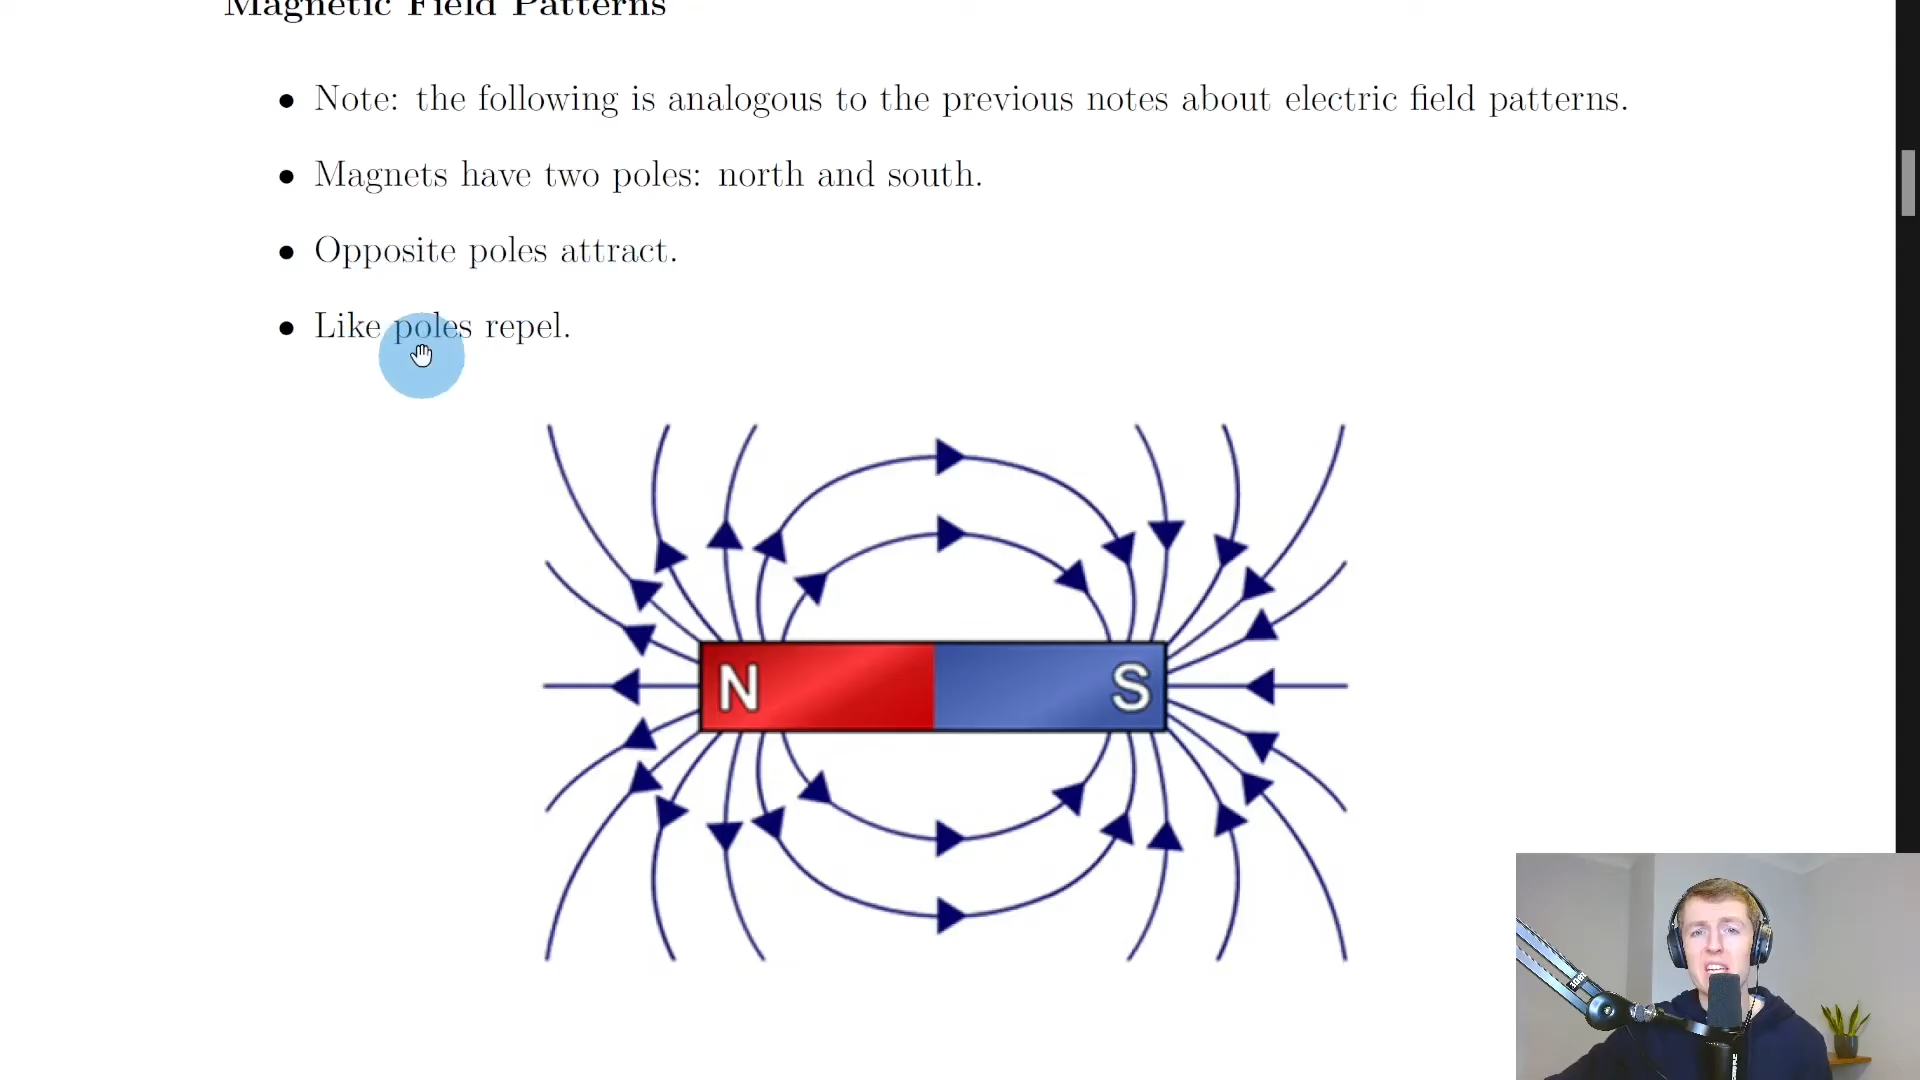 Magnetic Field Patterns
• Note: the following is analogous to the previous notes about electric field patterns.
• Magnets have two poles: north and south.
• Opposite poles attract.
• Like poles repel.
N S
RØDE